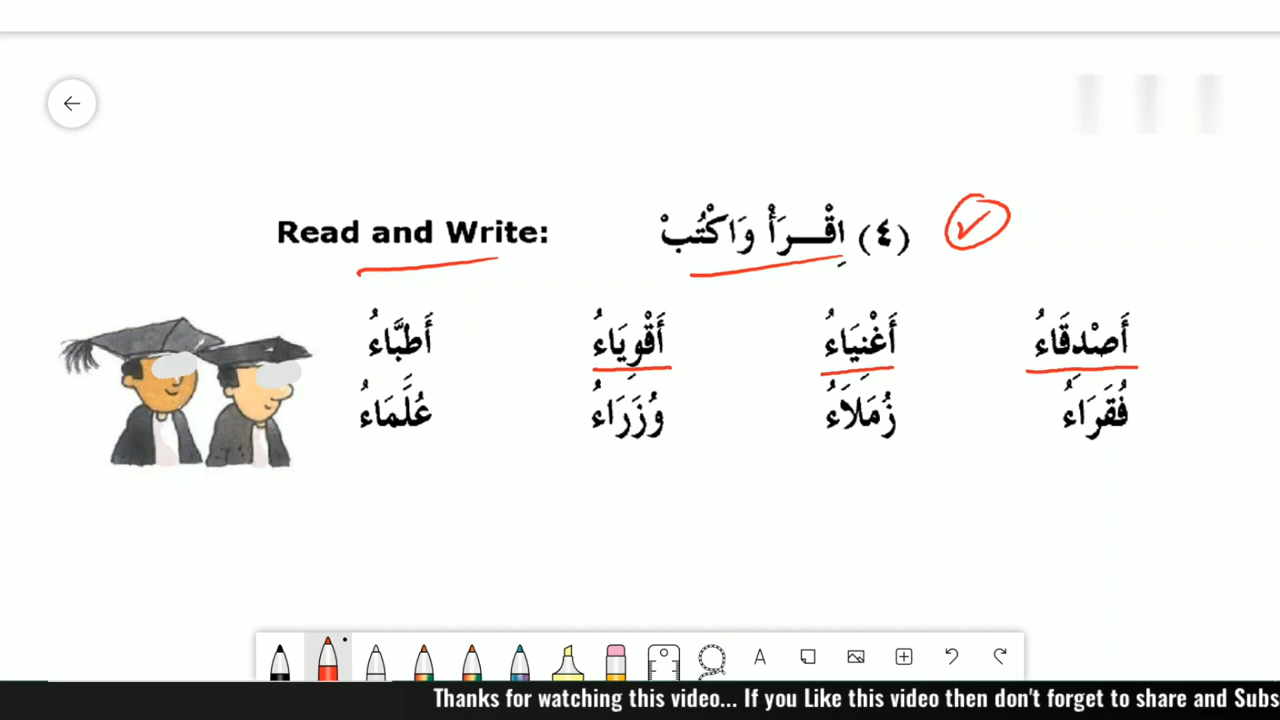 Read and Write: (٤) اِقْــرَأْ وَاكْتُبْ
أَصْدِقَاءُ أَغْنِيَاءُ أَقْوِيَاءُ أَطِبَّاءُ
فُقَرَاءُ زُمَلَاءُ وُزَرَاءُ عُلَمَاءُ
A
Thanks for watching this video... If you Like this video then don't forget to share and Subs